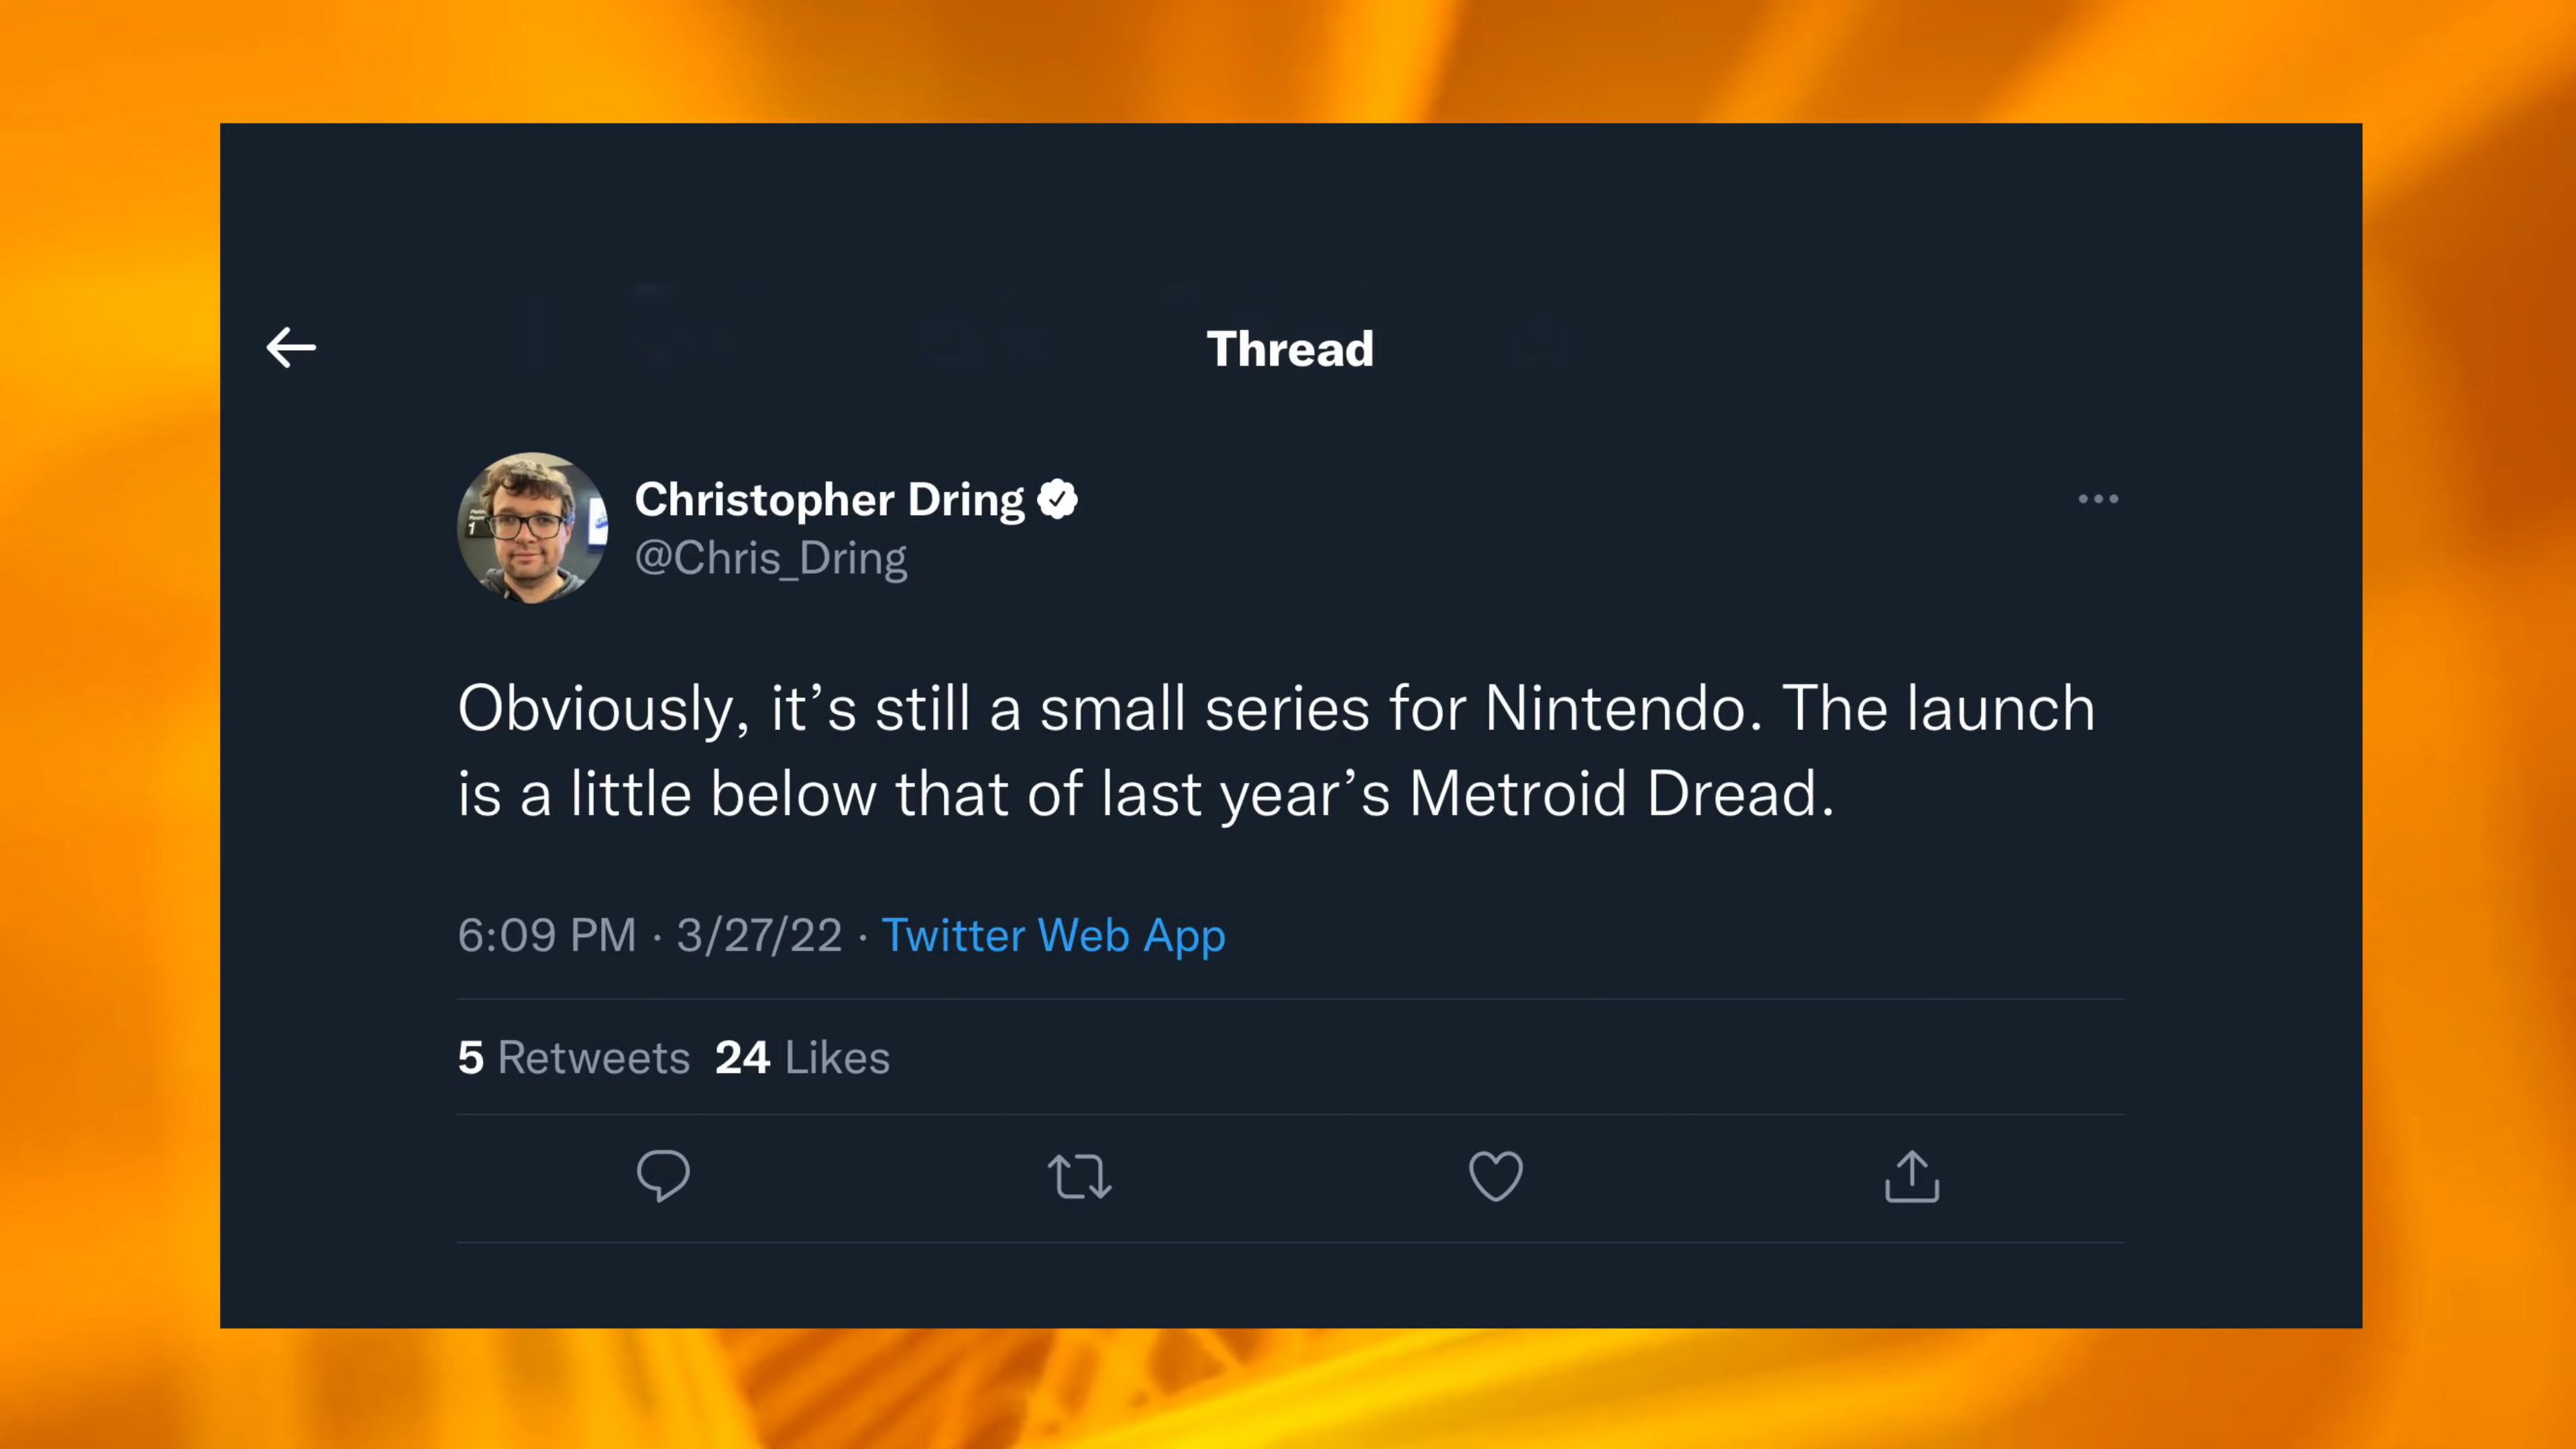 Thread
Christopher Dring
@Chris_Dring
Obviously, it’s still a small series for Nintendo. The launch
is a little below that of last year’s Metroid Dread.
6:09 PM · 3/27/22 · Twitter Web App
5 Retweets 24 Likes